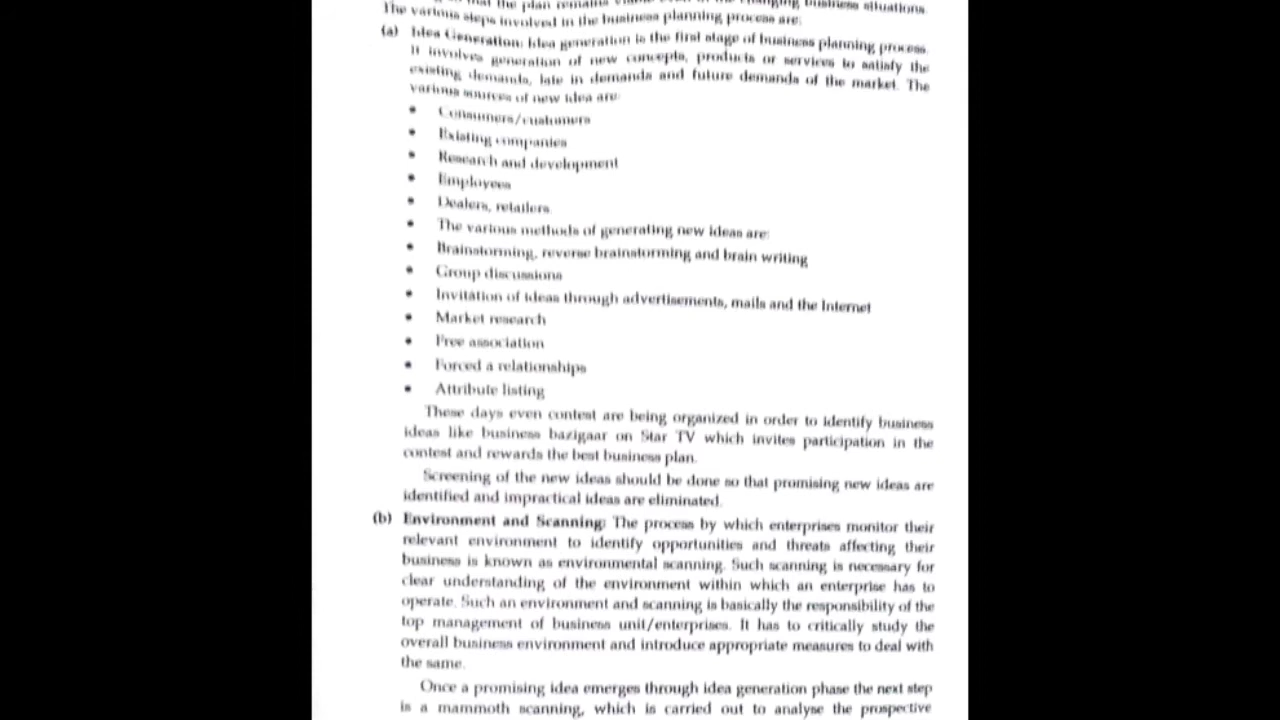 that the plan remains viable even in the changing business situations.
The various steps involved in the business planning process are:
(a) Idea Generation: Idea generation is the first stage of business planning process.
It involves generation of new concepts, products or services to satisfy the
existing demands, late in demands and future demands of the market. The
various sources of new idea are:
• Consumers/customers
• Existing companies
• Research and development
• Employees
• Dealers, retailers
• The various methods of generating new ideas are:
• Brainstorming, reverse brainstorming and brain writing
• Group discussions
• Invitation of ideas through advertisements, mails and the Internet
• Market research
• Free association
• Forced a relationships
• Attribute listing
These days even contest are being organized in order to identify business
ideas like business bazigaar on Star TV which invites participation in the
contest and rewards the best business plan.
Screening of the new ideas should be done so that promising new ideas are
identified and impractical ideas are eliminated.
(b) Environment and Scanning: The process by which enterprises monitor their
relevant environment to identify opportunities and threats affecting their
business is known as environmental scanning. Such scanning is necessary for
clear understanding of the environment within which an enterprise has to
operate. Such an environment and scanning is basically the responsibility of the
top management of business unit/enterprises. It has to critically study the
overall business environment and introduce appropriate measures to deal with
the same.
Once a promising idea emerges through idea generation phase the next step
is a mammoth scanning, which is carried out to analyse the prospective